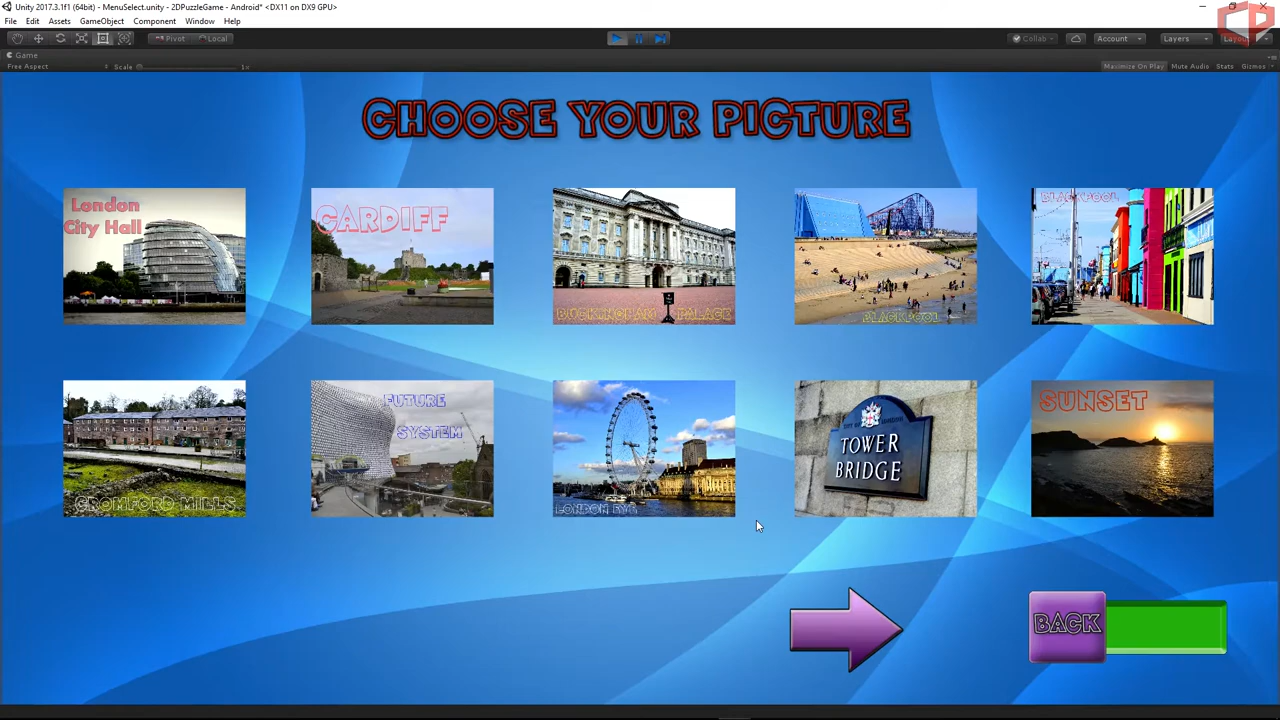 Unity 2017.3.1f1 (64bit) - MenuSelect.unity - 2DPuzzleGame - Android* <DX11 on DX9 GPU>
File Edit Assets GameObject Component Window Help
Pivot Local Collab Account Layers Layout
Game
Free Aspect Scale 1x Maximize On Play Mute Audio Stats Gizmos
CHOOSE YOUR PICTURE
London
City Hall
CARDIFF
BUCKINGHAM PALACE
BLACKPOOL
BLACKPOOL
CROMFORD MILLS
FUTURE
SYSTEM
LONDON EYE
TOWER
BRIDGE
SUNSET
BACK